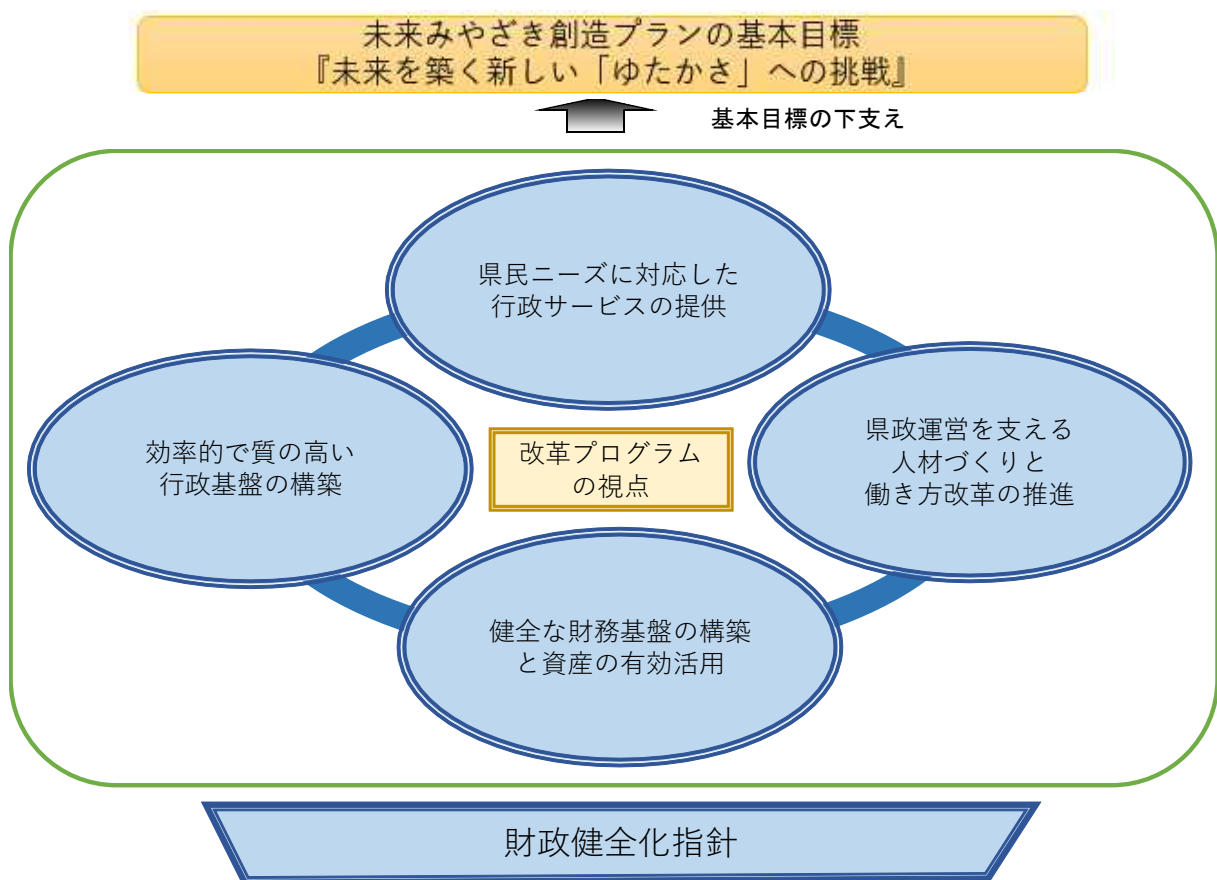 未来みやざき創造プランの基本目標
『未来を築く新しい「ゆたかさ」への挑戦』
基本目標の下支え
県民ニーズに対応した
行政サービスの提供
効率的で質の高い
行政基盤の構築
改革プログラム
の視点
県政運営を支える
人材づくりと
働き方改革の推進
健全な財務基盤の構築
と資産の有効活用
財政健全化指針